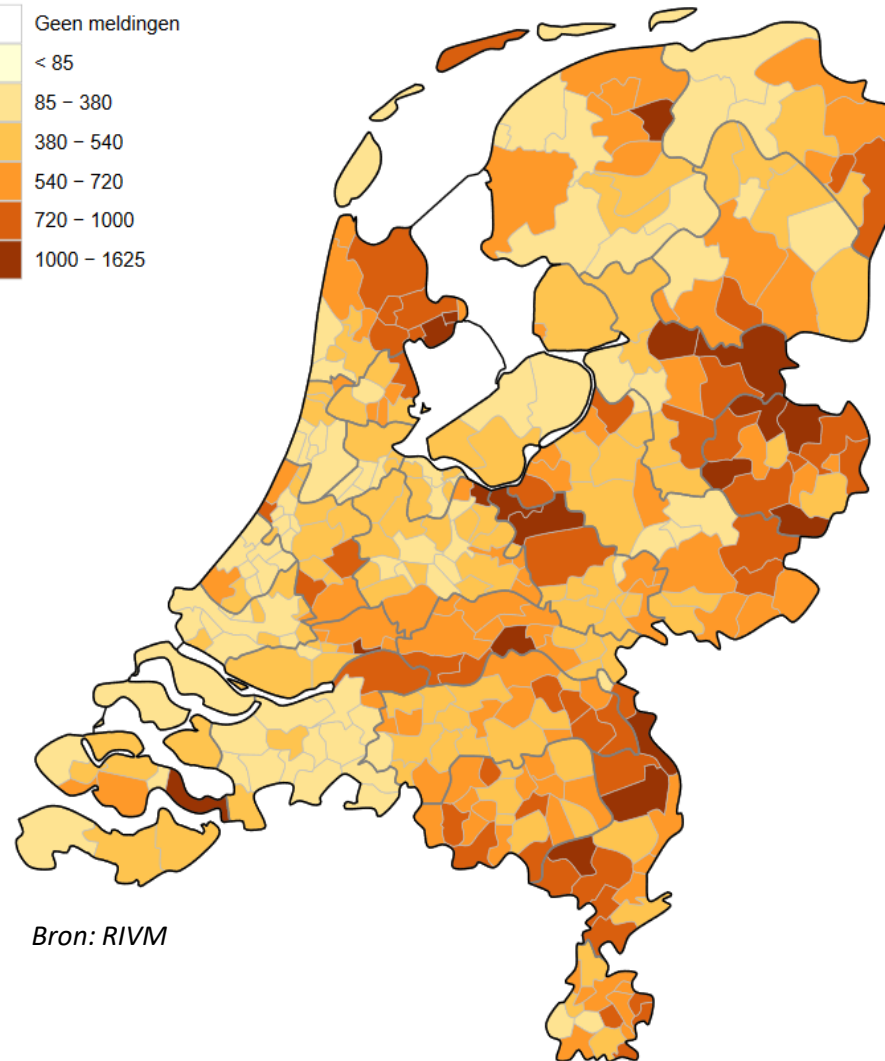 Geen meldingen
< 85
85 – 380
380 – 540
540 – 720
720 – 1000
1000 – 1625
Bron: RIVM